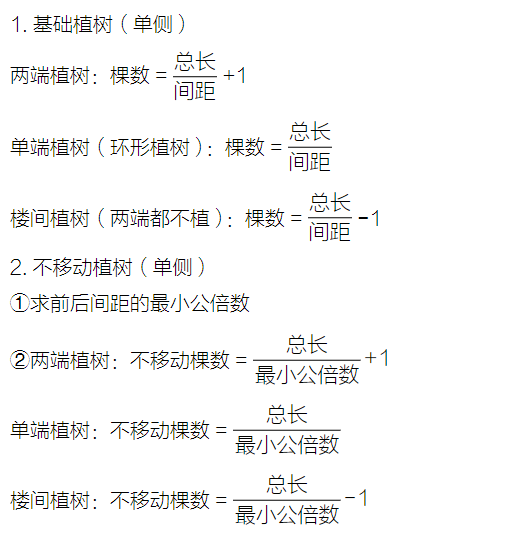 1. 基础植树（单侧）
两端植树：棵数 = 总长/间距 +1
单端植树（环形植树）：棵数 = 总长/间距
楼间植树（两端都不植）：棵数 = 总长/间距 -1
2. 不移动植树（单侧）
①求前后间距的最小公倍数
②两端植树：不移动棵数 = 总长/最小公倍数 +1
单端植树：不移动棵数 = 总长/最小公倍数
楼间植树：不移动棵数 = 总长/最小公倍数 -1